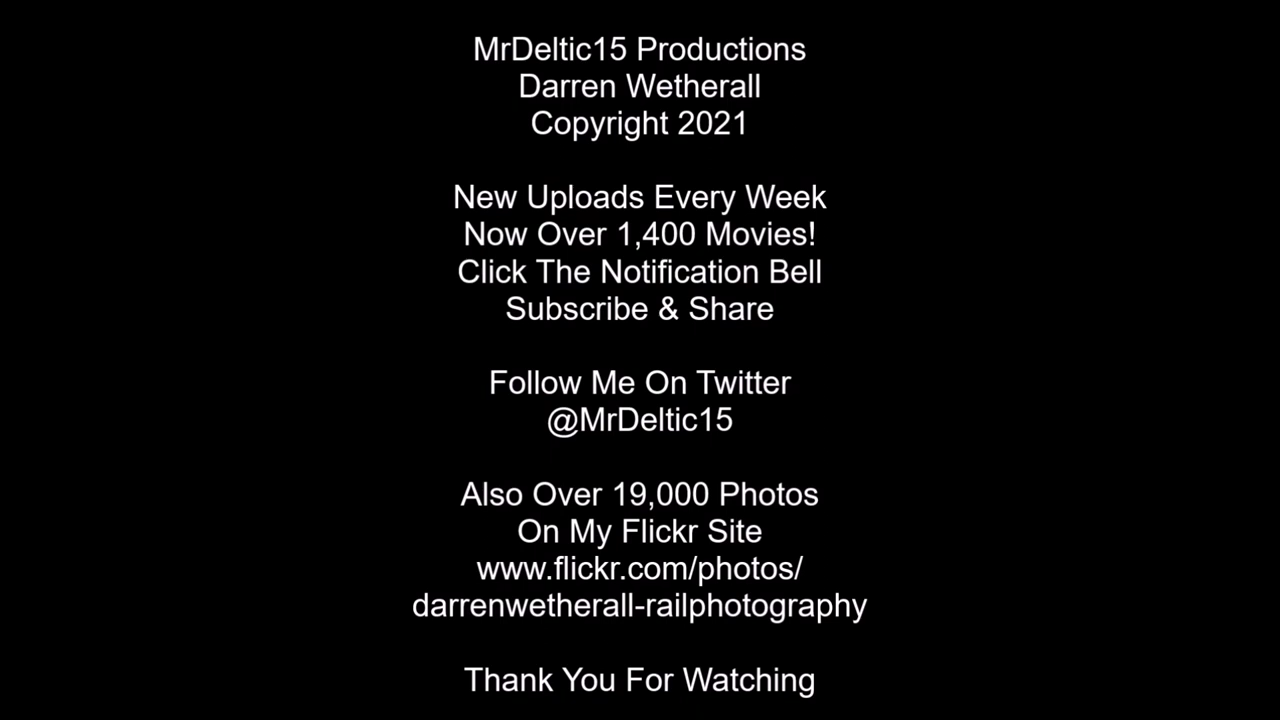 MrDeltic15 Productions
Darren Wetherall
Copyright 2021
New Uploads Every Week
Now Over 1,400 Movies!
Click The Notification Bell
Subscribe & Share
Follow Me On Twitter
@MrDeltic15
Also Over 19,000 Photos
On My Flickr Site
www.flickr.com/photos/
darrenwetherall-railphotography
Thank You For Watching